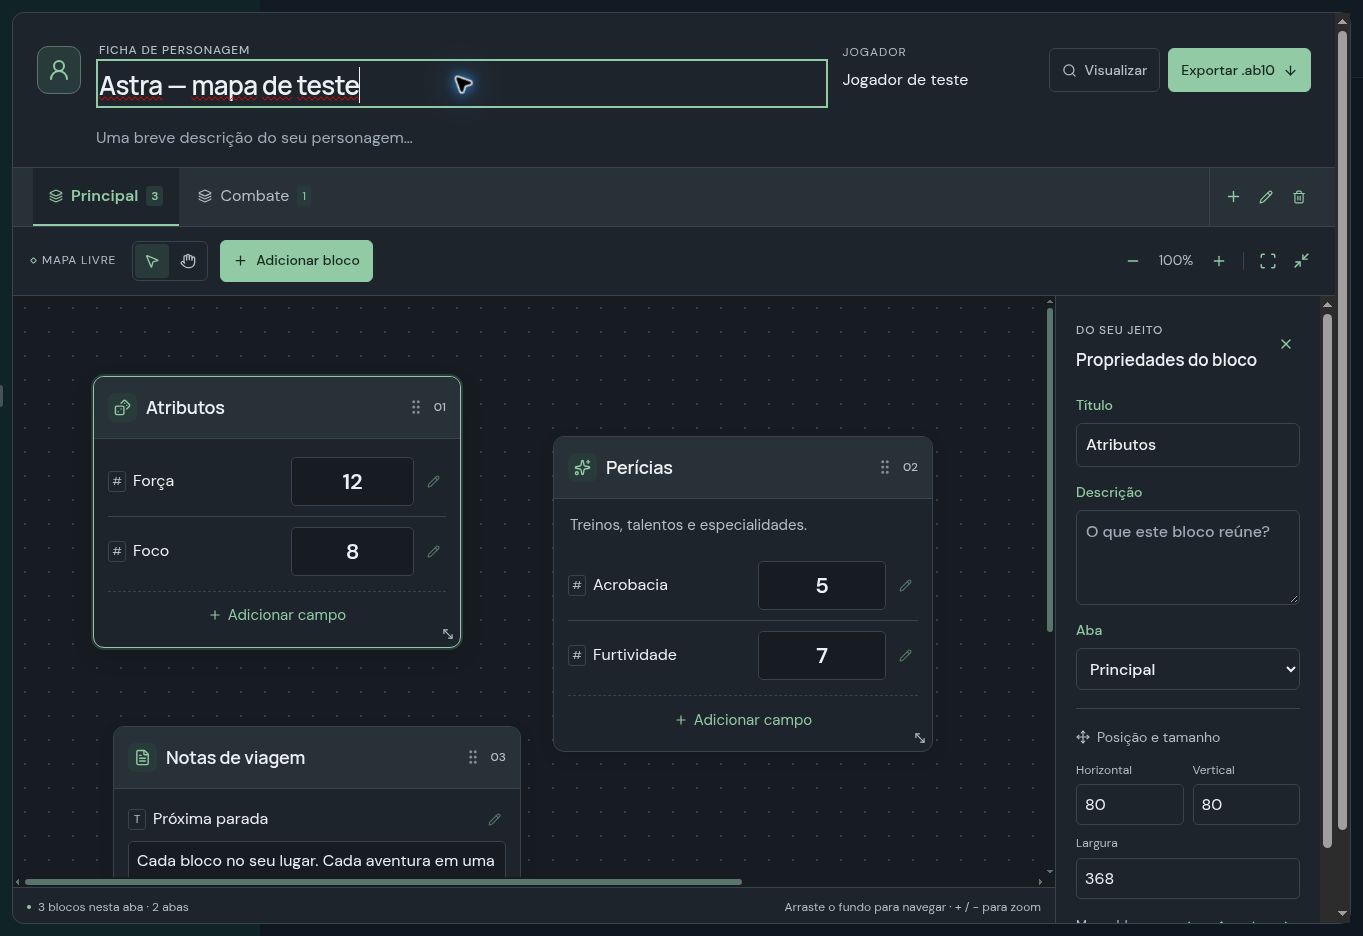 FICHA DE PERSONAGEM
Astra — mapa de teste
Uma breve descrição do seu personagem...
JOGADOR
Jogador de teste
Visualizar
Exportar .ab10
Principal 3
Combate 1
MAPA LIVRE
Adicionar bloco
100%
Atributos 01
# Força 12
# Foco 8
+ Adicionar campo
Perícias 02
Treinos, talentos e especialidades.
# Acrobacia 5
# Furtividade 7
+ Adicionar campo
Notas de viagem 03
T Próxima parada
Cada bloco no seu lugar. Cada aventura em uma
DO SEU JEITO
Propriedades do bloco
Título
Atributos
Descrição
O que este bloco reúne?
Aba
Principal
Posição e tamanho
Horizontal Vertical
80 80
Largura
368
3 blocos nesta aba · 2 abas
Arraste o fundo para navegar · + / − para zoom